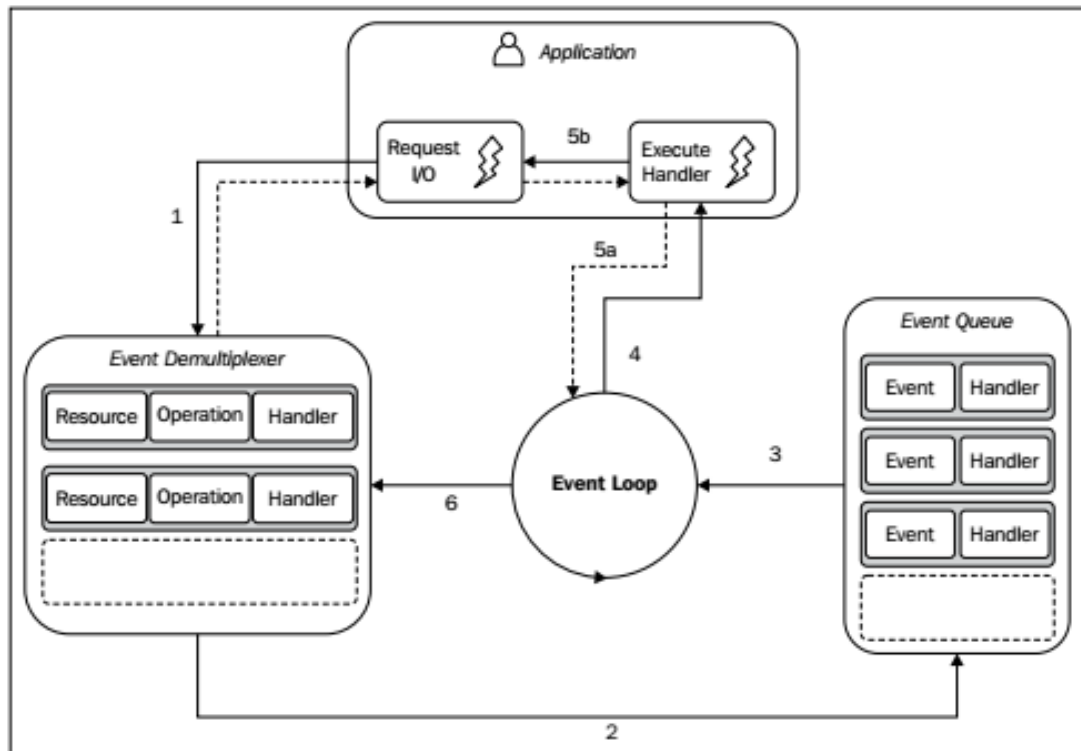 Application
Request
I/O
5b
Execute
Handler
1
5a
Event Demultiplexer
Resource Operation Handler
Resource Operation Handler
4
Event Loop
6
3
Event Queue
Event Handler
Event Handler
Event Handler
2